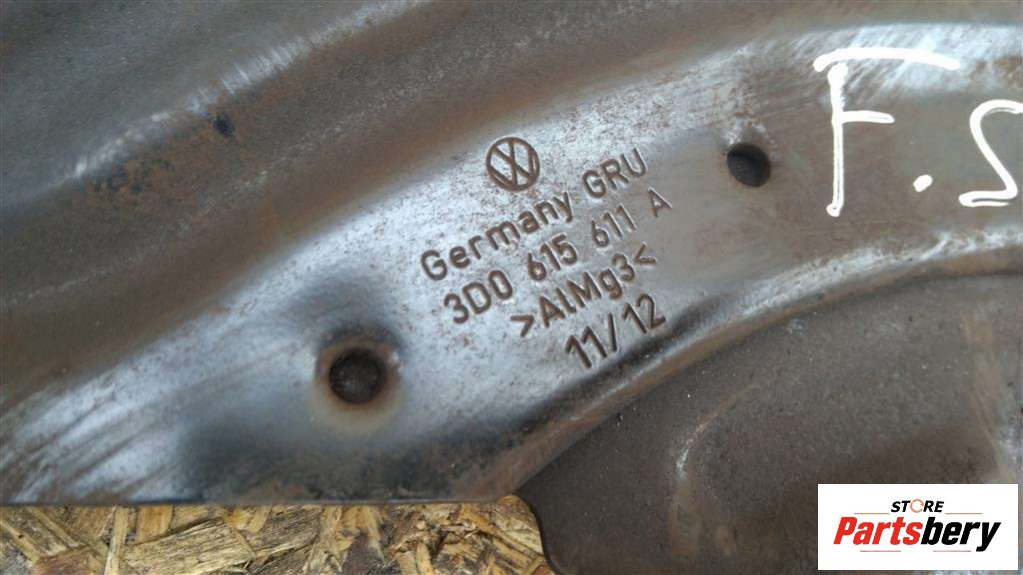 Germany GRU
3D0 615 611 A
>AlMg3<
11/12
F.S
STORE
Partsbery